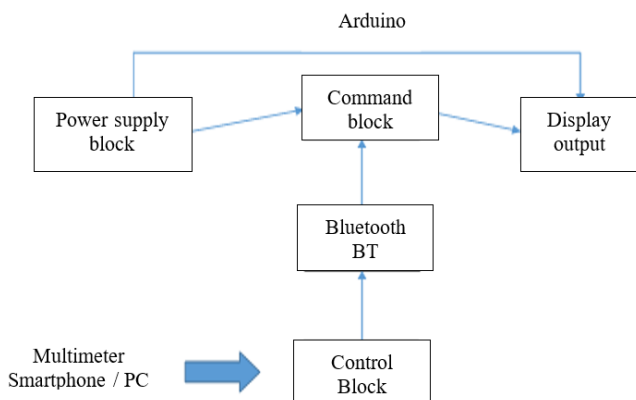 Arduino
Power supply
block
Command
block
Display
output
Bluetooth
BT
Multimeter
Smartphone / PC
Control
Block